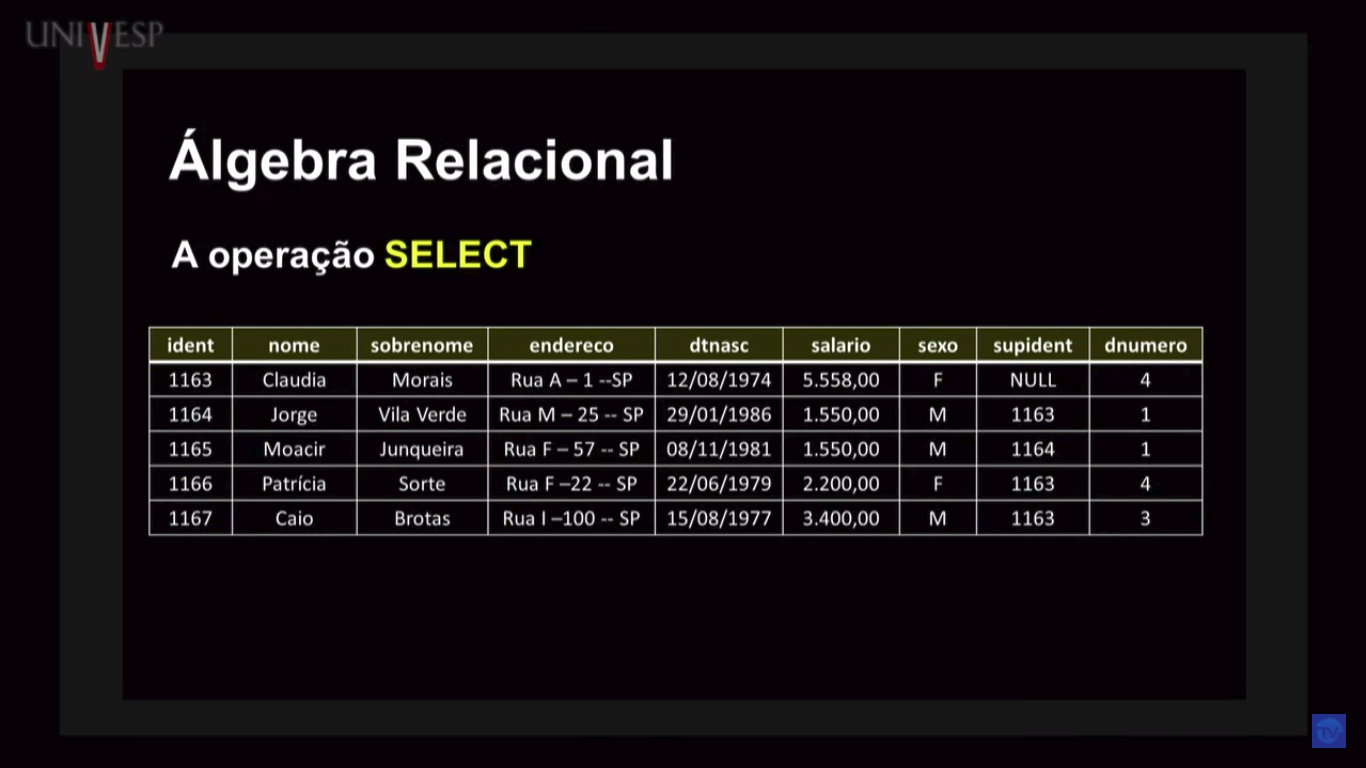 UNIVESP
Álgebra Relacional
A operação SELECT
ident nome sobrenome endereco dtnasc salario sexo supident dnumero
1163 Claudia Morais Rua A – 1 --SP 12/08/1974 5.558,00 F NULL 4
1164 Jorge Vila Verde Rua M – 25 -- SP 29/01/1986 1.550,00 M 1163 1
1165 Moacir Junqueira Rua F – 57 -- SP 08/11/1981 1.550,00 M 1164 1
1166 Patrícia Sorte Rua F –22 -- SP 22/06/1979 2.200,00 F 1163 4
1167 Caio Brotas Rua I –100 -- SP 15/08/1977 3.400,00 M 1163 3
TV